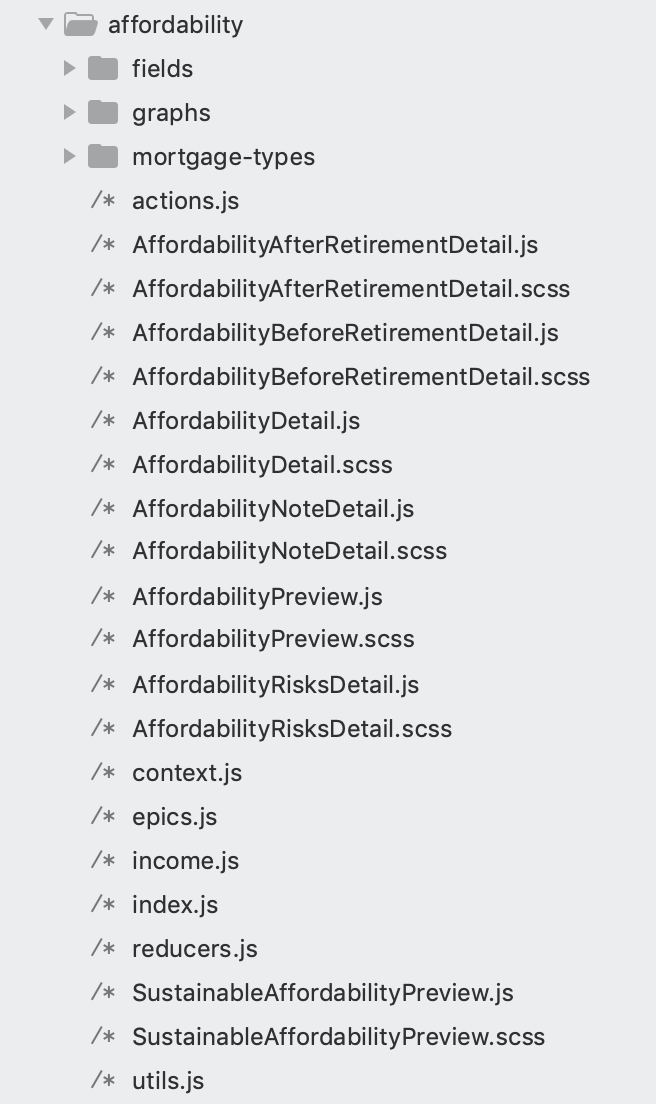 affordability
fields
graphs
mortgage-types
/* actions.js
/* AffordabilityAfterRetirementDetail.js
/* AffordabilityAfterRetirementDetail.scss
/* AffordabilityBeforeRetirementDetail.js
/* AffordabilityBeforeRetirementDetail.scss
/* AffordabilityDetail.js
/* AffordabilityDetail.scss
/* AffordabilityNoteDetail.js
/* AffordabilityNoteDetail.scss
/* AffordabilityPreview.js
/* AffordabilityPreview.scss
/* AffordabilityRisksDetail.js
/* AffordabilityRisksDetail.scss
/* context.js
/* epics.js
/* income.js
/* index.js
/* reducers.js
/* SustainableAffordabilityPreview.js
/* SustainableAffordabilityPreview.scss
/* utils.js